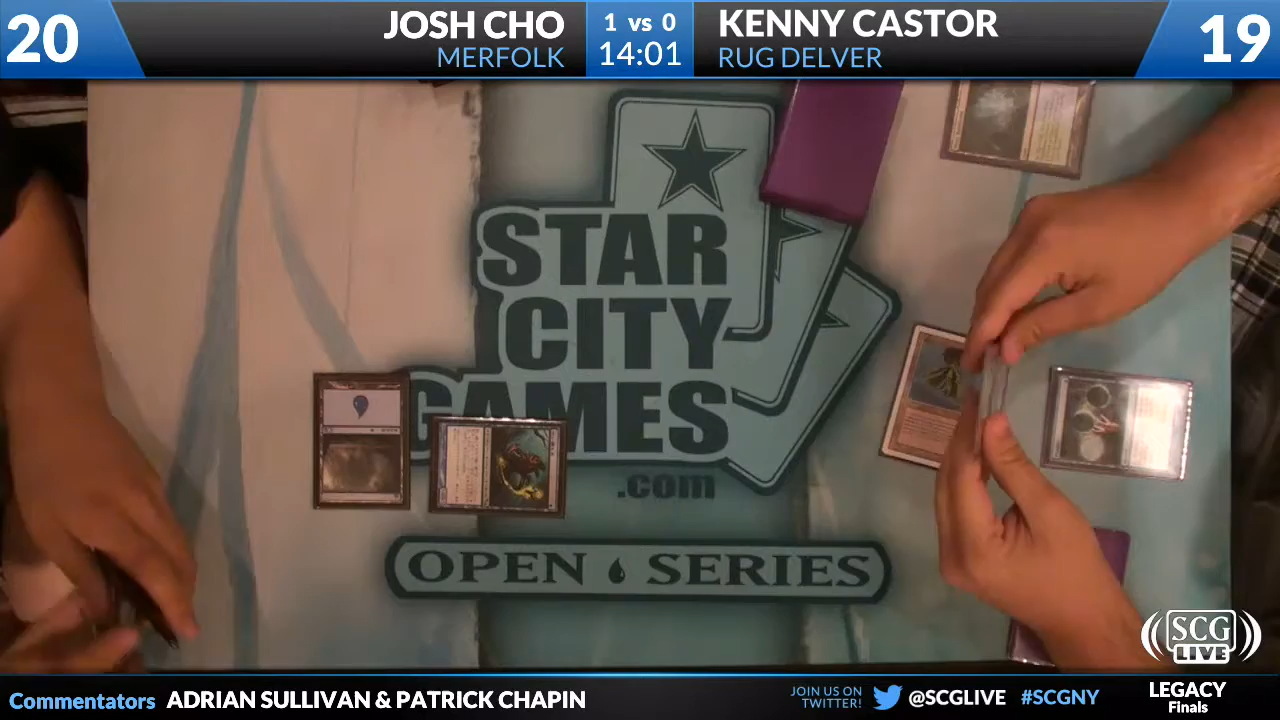 20
JOSH CHO
MERFOLK
1 vs 0
14:01
KENNY CASTOR
RUG DELVER
19
STAR
CITY
GAMES
.com
OPEN SERIES
SCG
LIVE
Commentators ADRIAN SULLIVAN & PATRICK CHAPIN
JOIN US ON
TWITTER!
@SCGLIVE #SCGNY
LEGACY
Finals